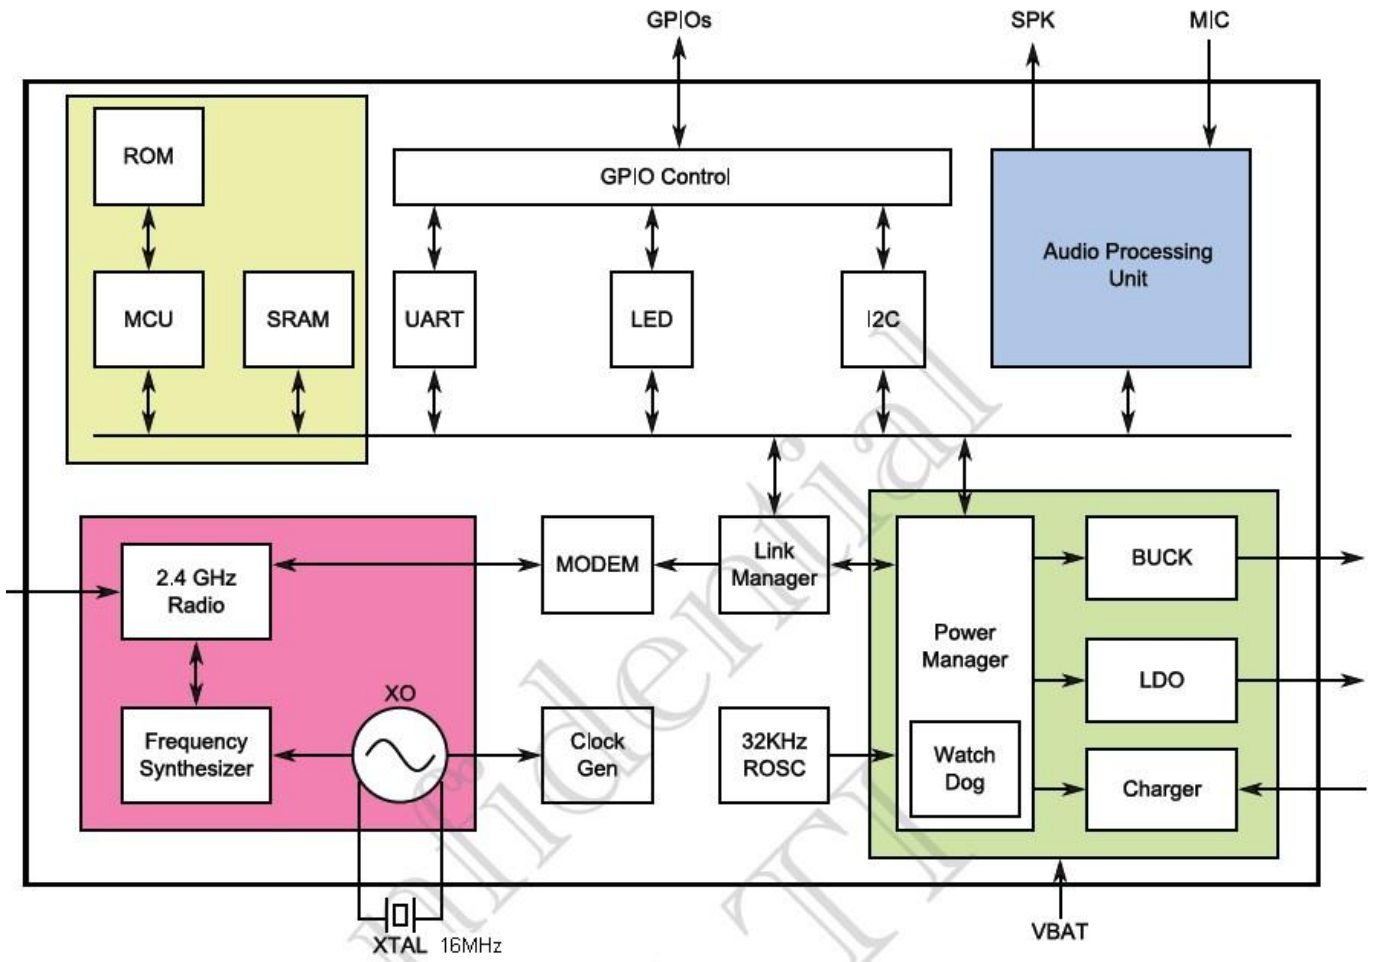 GPIOs
SPK
MIC
ROM
GPIO Control
Audio Processing
Unit
MCU
SRAM
UART
LED
I2C
2.4 GHz
Radio
MODEM
Link
Manager
BUCK
Power
Manager
LDO
XO
Frequency
Synthesizer
Clock
Gen
32KHz
ROSC
Watch
Dog
Charger
XTAL 16MHz
VBAT
nfidential
TI